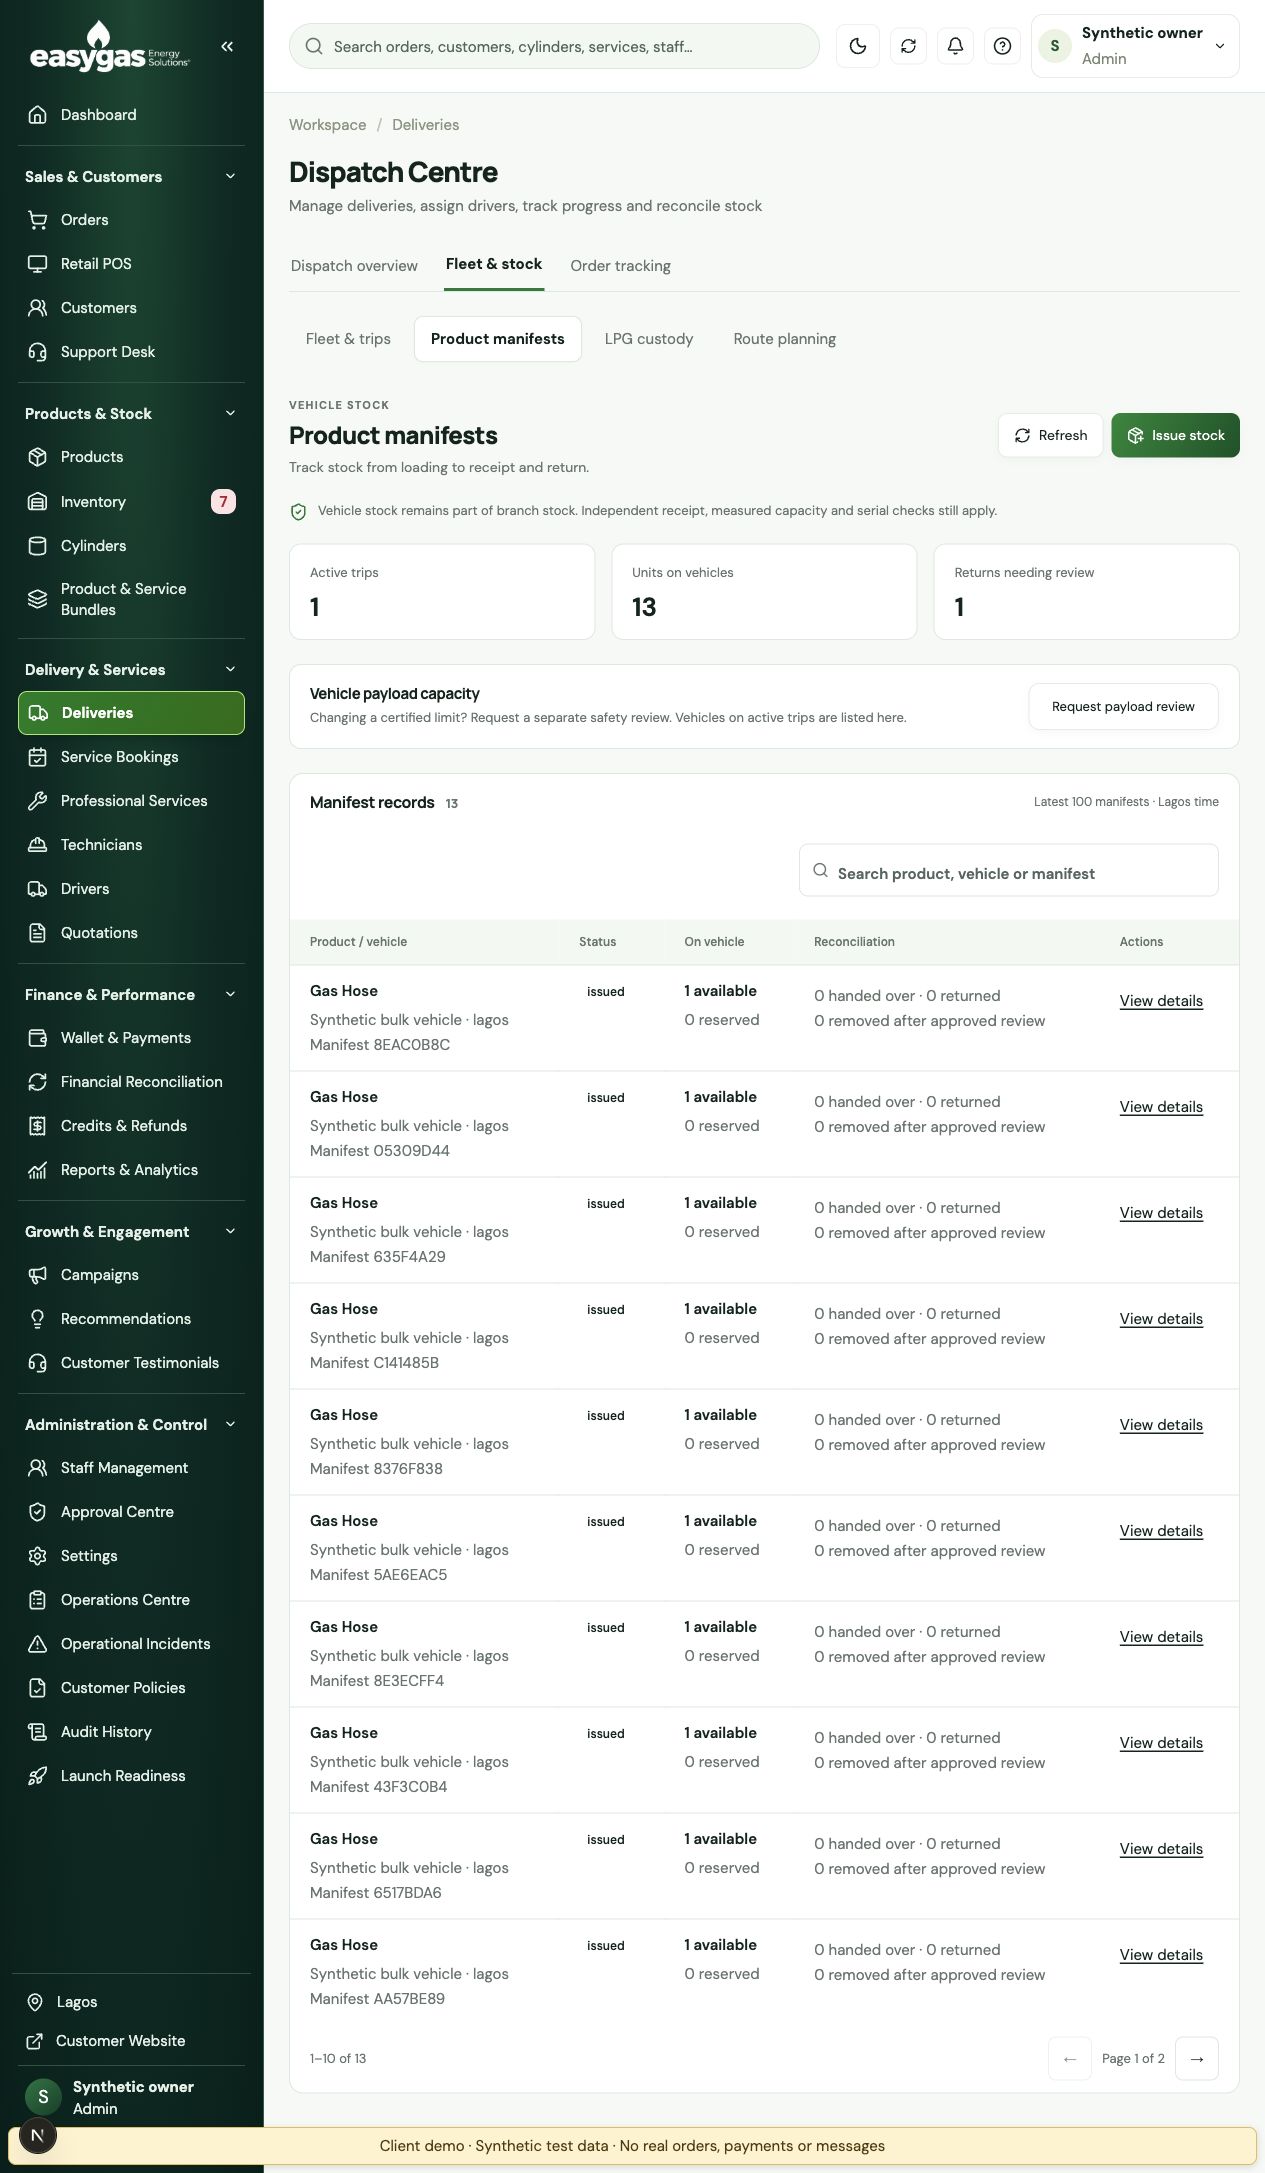 easygas Energy Solutions
Dashboard
Sales & Customers
Orders
Retail POS
Customers
Support Desk
Products & Stock
Products
Inventory 7
Cylinders
Product & Service
Bundles
Delivery & Services
Deliveries
Service Bookings
Professional Services
Technicians
Drivers
Quotations
Finance & Performance
Wallet & Payments
Financial Reconciliation
Credits & Refunds
Reports & Analytics
Growth & Engagement
Campaigns
Recommendations
Customer Testimonials
Administration & Control
Staff Management
Approval Centre
Settings
Operations Centre
Operational Incidents
Customer Policies
Audit History
Launch Readiness
Lagos
Customer Website
S
Synthetic owner
Admin
N
Search orders, customers, cylinders, services, staff...
S
Synthetic owner
Admin
Workspace / Deliveries
Dispatch Centre
Manage deliveries, assign drivers, track progress and reconcile stock
Dispatch overview Fleet & stock Order tracking
Fleet & trips Product manifests LPG custody Route planning
VEHICLE STOCK
Product manifests
Track stock from loading to receipt and return.
Refresh Issue stock
Vehicle stock remains part of branch stock. Independent receipt, measured capacity and serial checks still apply.
Active trips
1
Units on vehicles
13
Returns needing review
1
Vehicle payload capacity
Changing a certified limit? Request a separate safety review. Vehicles on active trips are listed here.
Request payload review
Manifest records 13
Latest 100 manifests · Lagos time
Search product, vehicle or manifest
Product / vehicle Status On vehicle Reconciliation Actions
Gas Hose issued 1 available 0 handed over · 0 returned View details
Synthetic bulk vehicle · lagos 0 reserved 0 removed after approved review
Manifest 8EAC0B8C
Gas Hose issued 1 available 0 handed over · 0 returned View details
Synthetic bulk vehicle · lagos 0 reserved 0 removed after approved review
Manifest 05309D44
Gas Hose issued 1 available 0 handed over · 0 returned View details
Synthetic bulk vehicle · lagos 0 reserved 0 removed after approved review
Manifest 635F4A29
Gas Hose issued 1 available 0 handed over · 0 returned View details
Synthetic bulk vehicle · lagos 0 reserved 0 removed after approved review
Manifest C141485B
Gas Hose issued 1 available 0 handed over · 0 returned View details
Synthetic bulk vehicle · lagos 0 reserved 0 removed after approved review
Manifest 8376F838
Gas Hose issued 1 available 0 handed over · 0 returned View details
Synthetic bulk vehicle · lagos 0 reserved 0 removed after approved review
Manifest 5AE6EAC5
Gas Hose issued 1 available 0 handed over · 0 returned View details
Synthetic bulk vehicle · lagos 0 reserved 0 removed after approved review
Manifest 8E3ECFF4
Gas Hose issued 1 available 0 handed over · 0 returned View details
Synthetic bulk vehicle · lagos 0 reserved 0 removed after approved review
Manifest 43F3C0B4
Gas Hose issued 1 available 0 handed over · 0 returned View details
Synthetic bulk vehicle · lagos 0 reserved 0 removed after approved review
Manifest 6517BDA6
Gas Hose issued 1 available 0 handed over · 0 returned View details
Synthetic bulk vehicle · lagos 0 reserved 0 removed after approved review
Manifest AA57BE89
1–10 of 13 ← Page 1 of 2 →
Client demo · Synthetic test data · No real orders, payments or messages